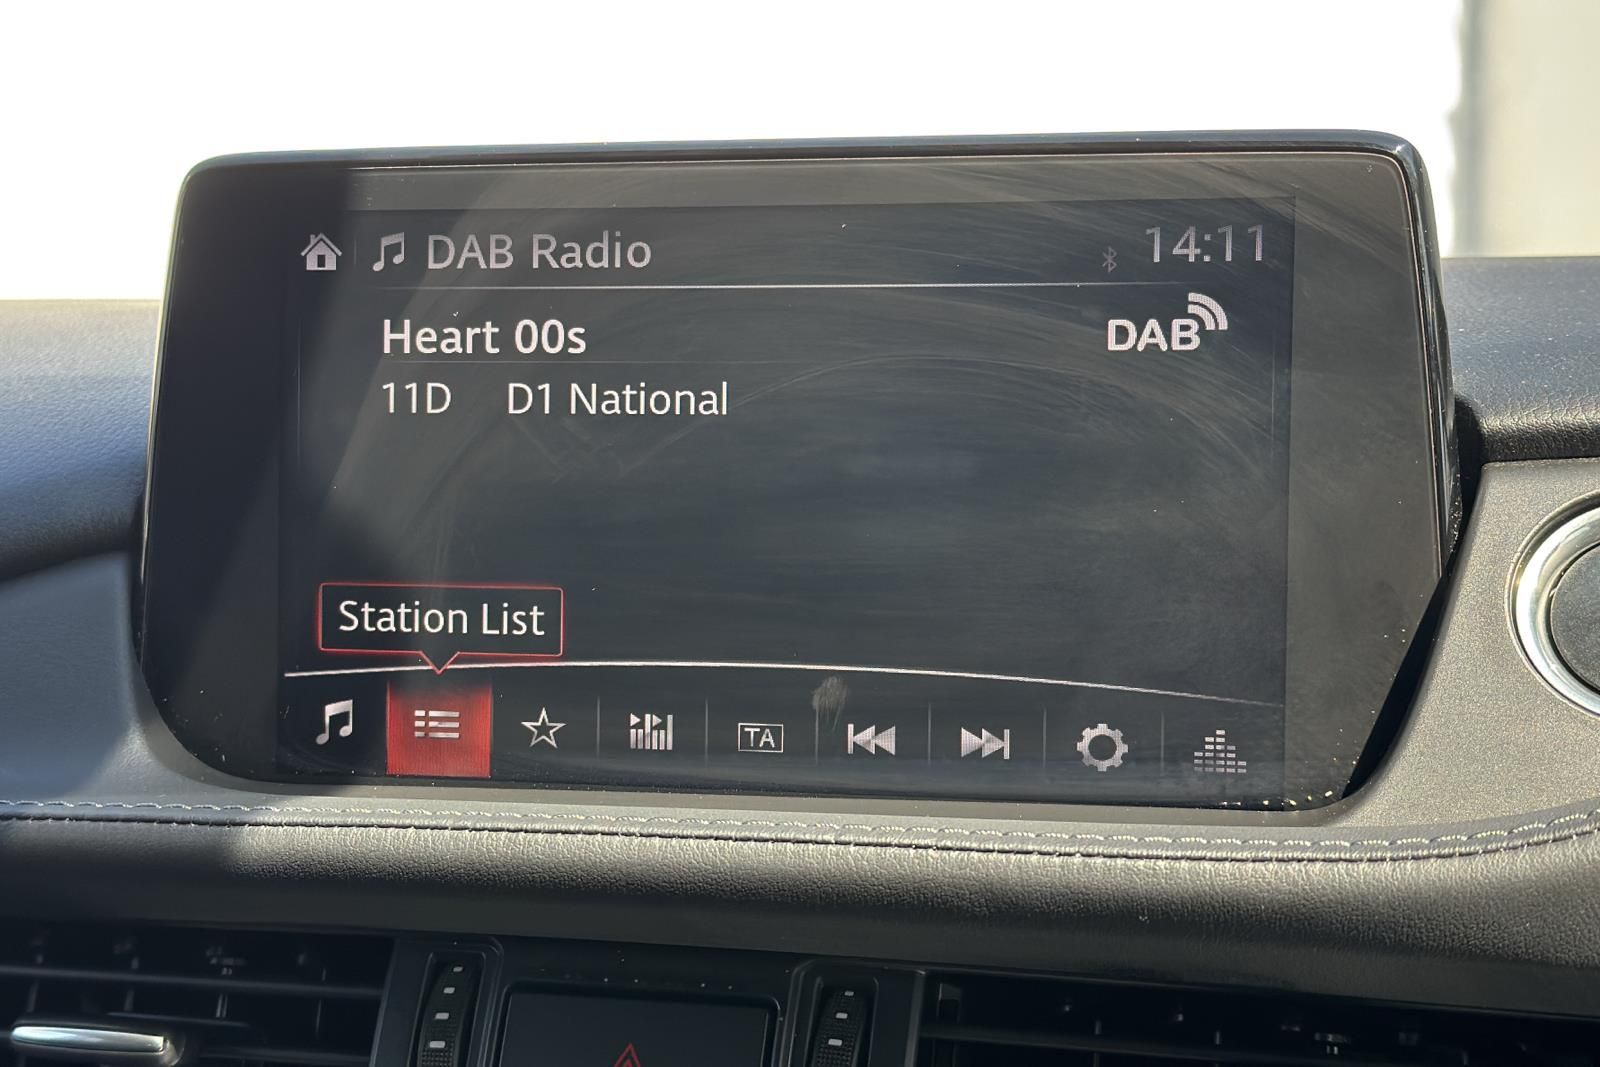 DAB Radio 14:11
Heart 00s DAB
11D D1 National
Station List
TA